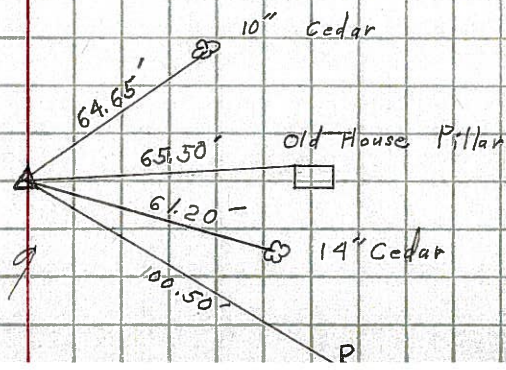 10" Cedar
64.65'
Old House Pillar
65.50'
61.20
14" Cedar
100.50
P